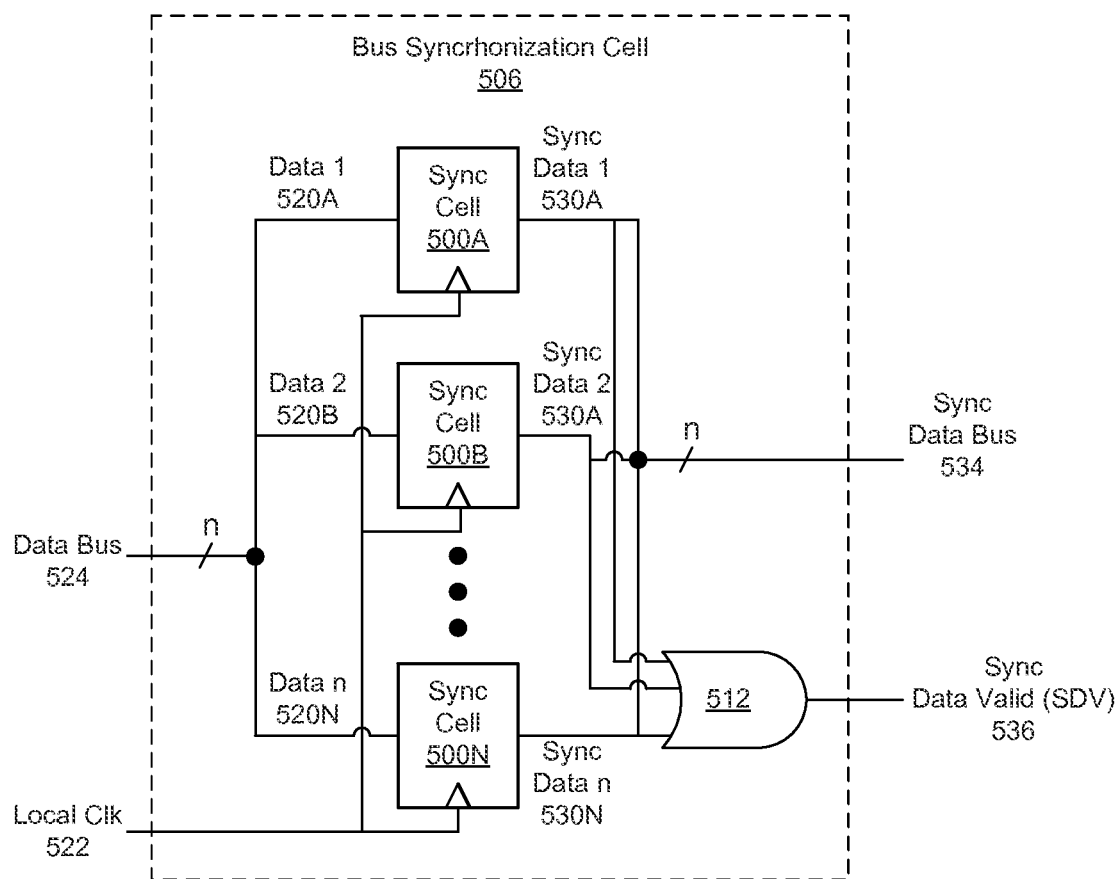 Bus Syncrhonization Cell
506
Data 1
520A
Sync
Cell
500A
Sync
Data 1
530A
Data 2
520B
Sync
Cell
500B
Sync
Data 2
530A
n
Sync
Data Bus
534
Data Bus
524
n
Data n
520N
Sync
Cell
500N
Sync
Data n
530N
512
Sync
Data Valid (SDV)
536
Local Clk
522